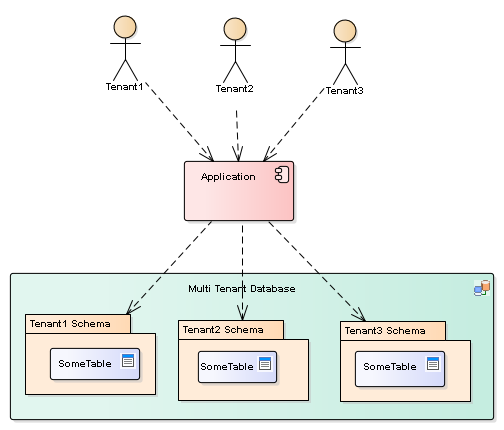 Tenant1
Tenant2
Tenant3
Application
Multi Tenant Database
Tenant1 Schema
Tenant2 Schema
Tenant3 Schema
SomeTable
SomeTable
SomeTable